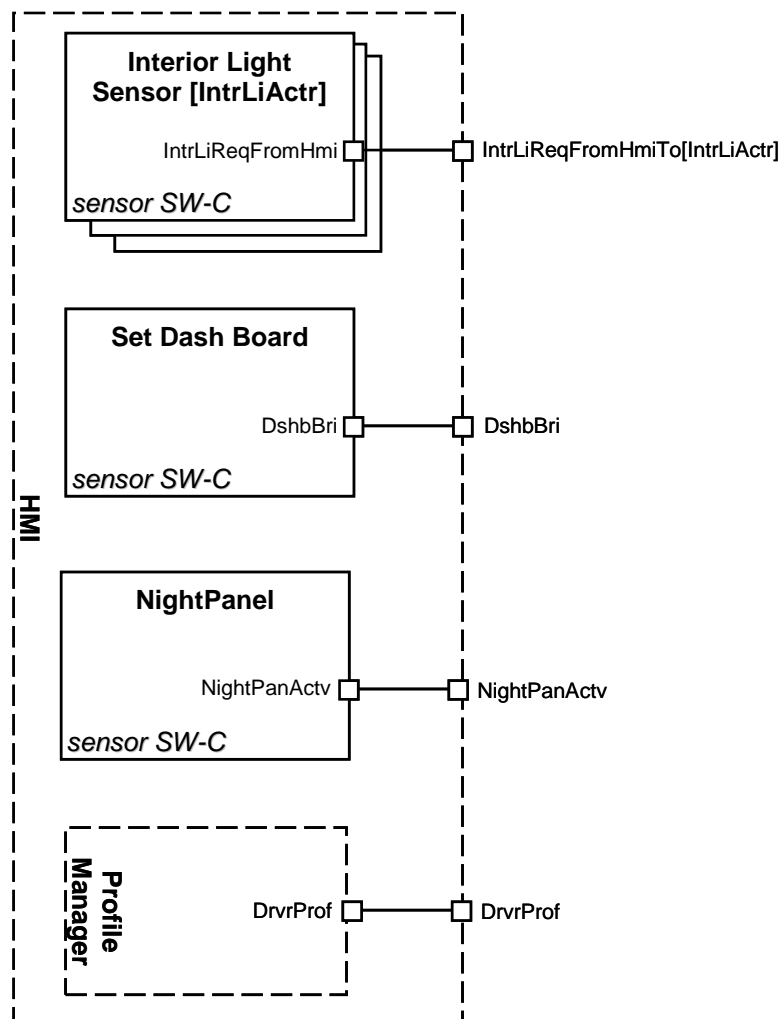 Interior Light
Sensor [IntrLiActr]
IntrLiReqFromHmi
IntrLiReqFromHmiTo[IntrLiActr]
sensor SW-C
Set Dash Board
DshbBri
DshbBri
sensor SW-C
HMI
NightPanel
NightPanActv
NightPanActv
sensor SW-C
Profile
Manager
DrvrProf
DrvrProf